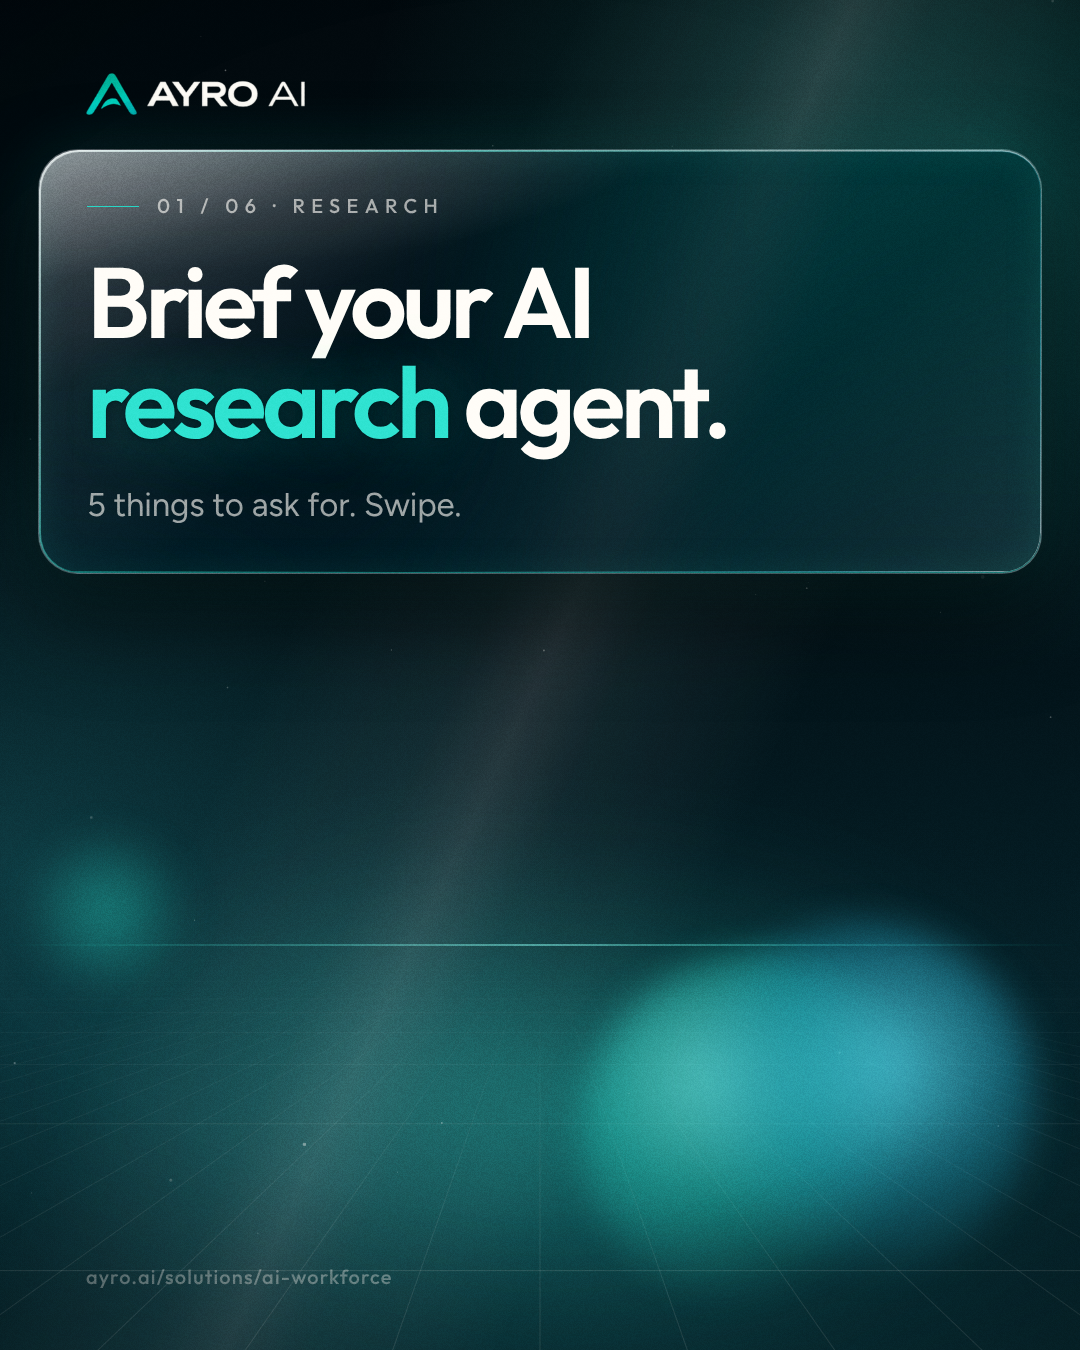 AYRO AI
01 / 06 · RESEARCH
Brief your AI
research agent.
5 things to ask for. Swipe.
ayro.ai/solutions/ai-workforce